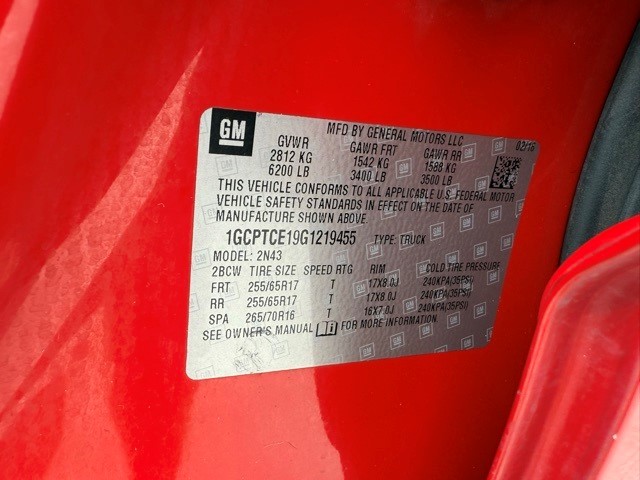 GM
MFD BY GENERAL MOTORS LLC 02/16
GVWR GAWR FRT GAWR RR
2812 KG 1542 KG 1588 KG
6200 LB 3400 LB 3500 LB
THIS VEHICLE CONFORMS TO ALL APPLICABLE U.S. FEDERAL MOTOR
VEHICLE SAFETY STANDARDS IN EFFECT ON THE DATE OF
MANUFACTURE SHOWN ABOVE.
1GCPTCE19G1219455 TYPE: TRUCK
MODEL: 2N43
2BCW TIRE SIZE SPEED RTG RIM COLD TIRE PRESSURE
FRT 255/65R17 T 17X8.0J 240KPA(35PSI)
RR 255/65R17 T 17X8.0J 240KPA(35PSI)
SPA 265/70R16 T 16X7.0J 240KPA(35PSI)
SEE OWNER'S MANUAL FOR MORE INFORMATION.